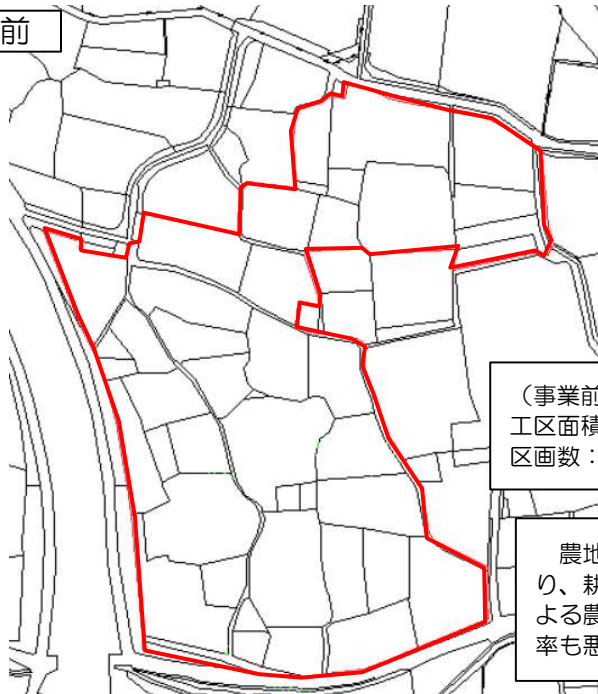 前
（事業前
工区面積
区画数：
農地
り、耕
よる農
率も悪